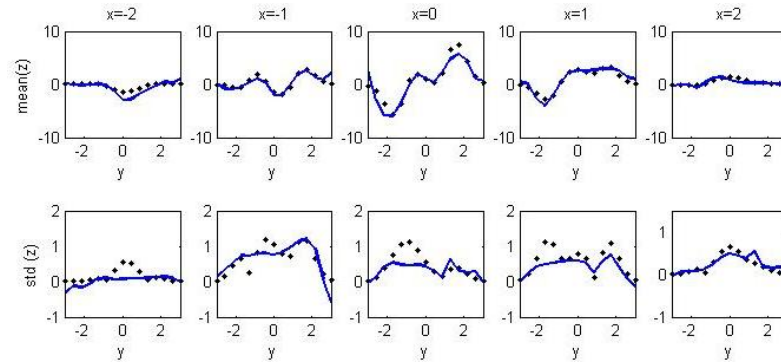 x=-2 x=-1 x=0 x=1 x=2
10 10 10 10 10
mean(z)
0 0 0 0 0
-10 -10 -10 -10 -10
-2 0 2 -2 0 2 -2 0 2 -2 0 2 -2 0 2
y y y y y
2 2 2 2
1 1 1 1 1
std (z)
0 0 0 0 0
-1 -1 -1 -1 -1
-2 0 2 -2 0 2 -2 0 2 -2 0 2 -2 0 2
y y y y y